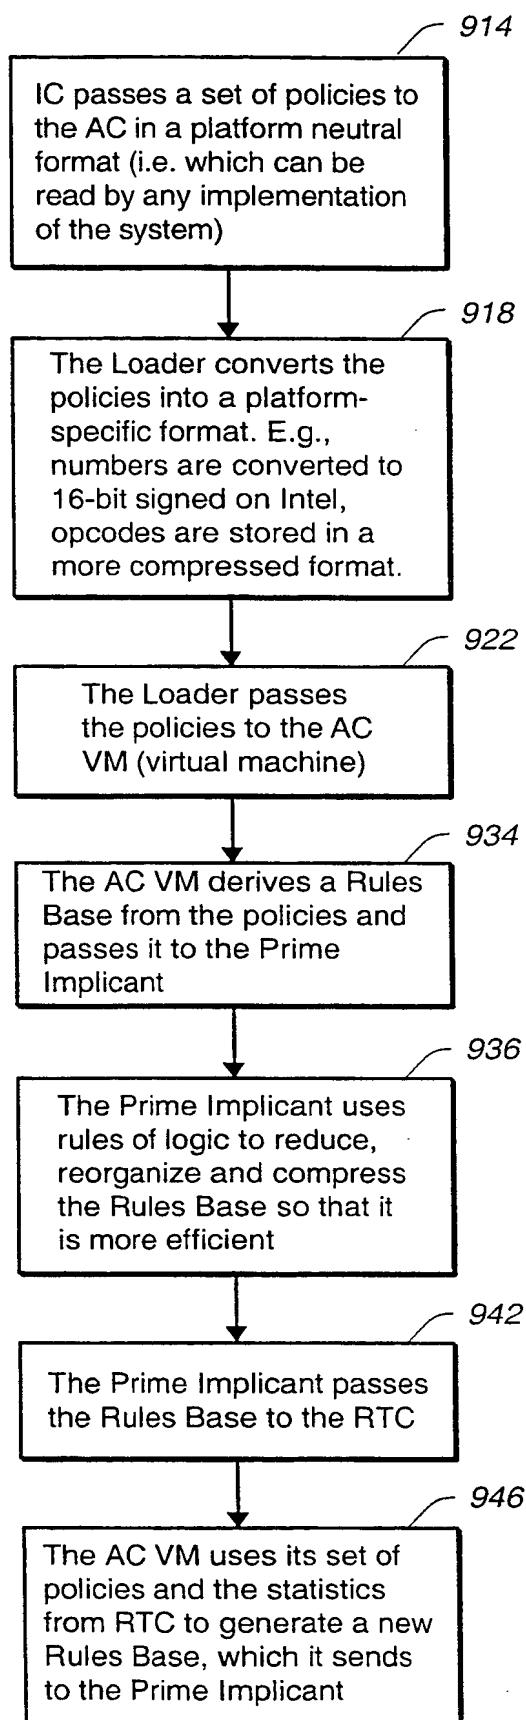 914
IC passes a set of policies to
the AC in a platform neutral
format (i.e. which can be
read by any implementation
of the system)
918
The Loader converts the
policies into a platform-
specific format. E.g.,
numbers are converted to
16-bit signed on Intel,
opcodes are stored in a
more compressed format.
922
The Loader passes
the policies to the AC
VM (virtual machine)
934
The AC VM derives a Rules
Base from the policies and
passes it to the Prime
Implicant
936
The Prime Implicant uses
rules of logic to reduce,
reorganize and compress
the Rules Base so that it
is more efficient
942
The Prime Implicant passes
the Rules Base to the RTC
946
The AC VM uses its set of
policies and the statistics
from RTC to generate a new
Rules Base, which it sends
to the Prime Implicant